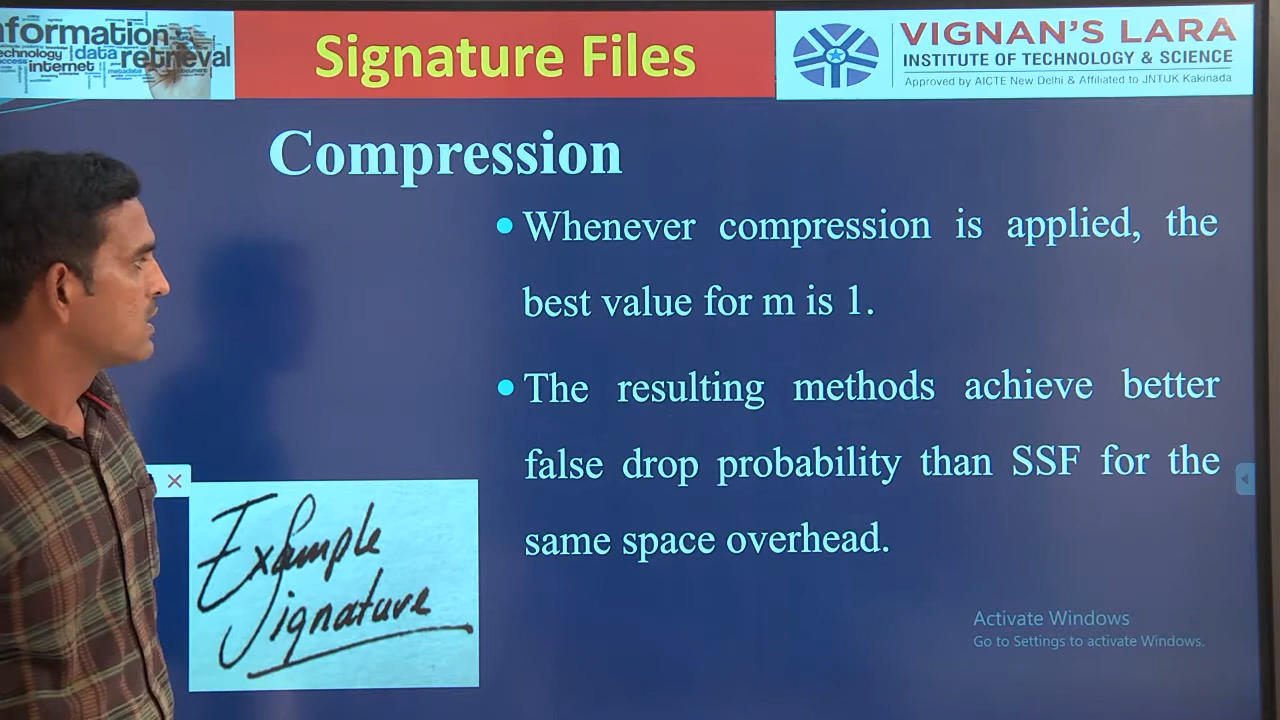 nformation
technology data retrieval
internet metadata
Signature Files
VIGNAN'S LARA
INSTITUTE OF TECHNOLOGY & SCIENCE
Approved by AICTE New Delhi & Affiliated to JNTUK Kakinada
Compression
• Whenever compression is applied, the
best value for m is 1.
• The resulting methods achieve better
false drop probability than SSF for the
same space overhead.
Example
Signature
Activate Windows
Go to Settings to activate Windows.